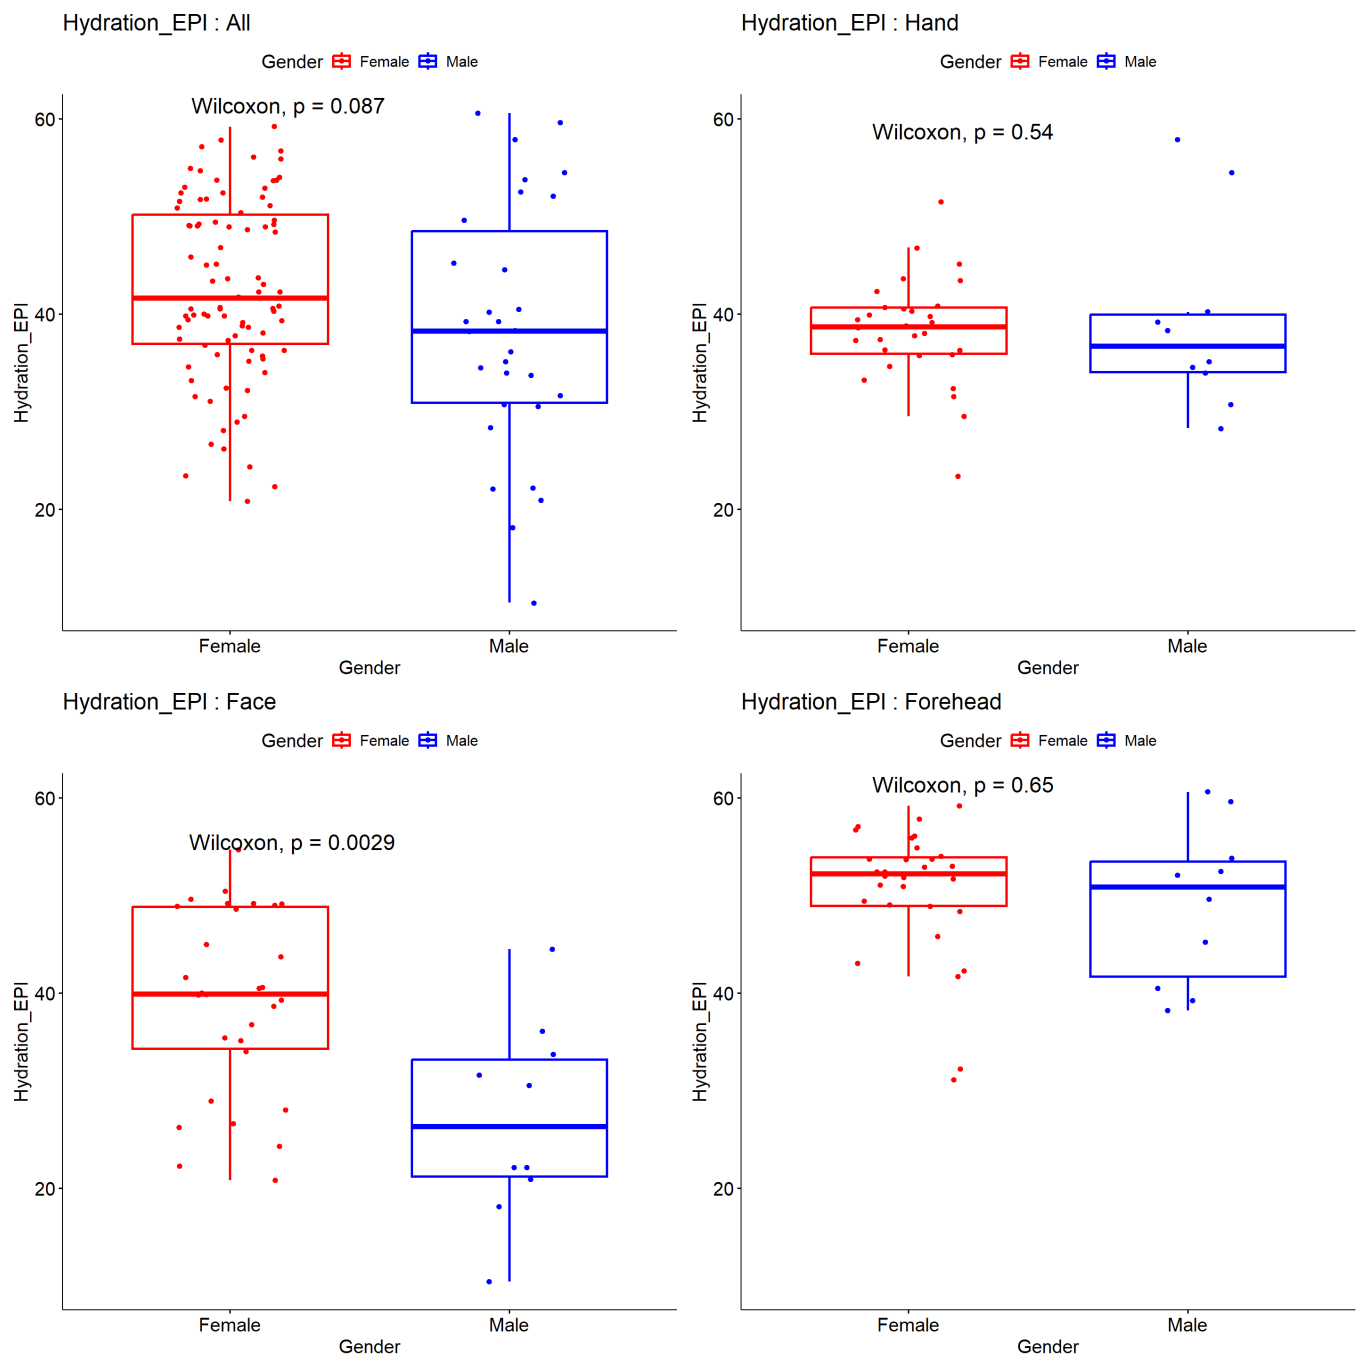 Hydration_EPI : All
Gender Female Male
Wilcoxon, p = 0.087
60
40
20
Hydration_EPI
Female Male
Gender
Hydration_EPI : Hand
Gender Female Male
Wilcoxon, p = 0.54
60
40
20
Hydration_EPI
Female Male
Gender
Hydration_EPI : Face
Gender Female Male
Wilcoxon, p = 0.0029
60
40
20
Hydration_EPI
Female Male
Gender
Hydration_EPI : Forehead
Gender Female Male
Wilcoxon, p = 0.65
60
40
20
Hydration_EPI
Female Male
Gender